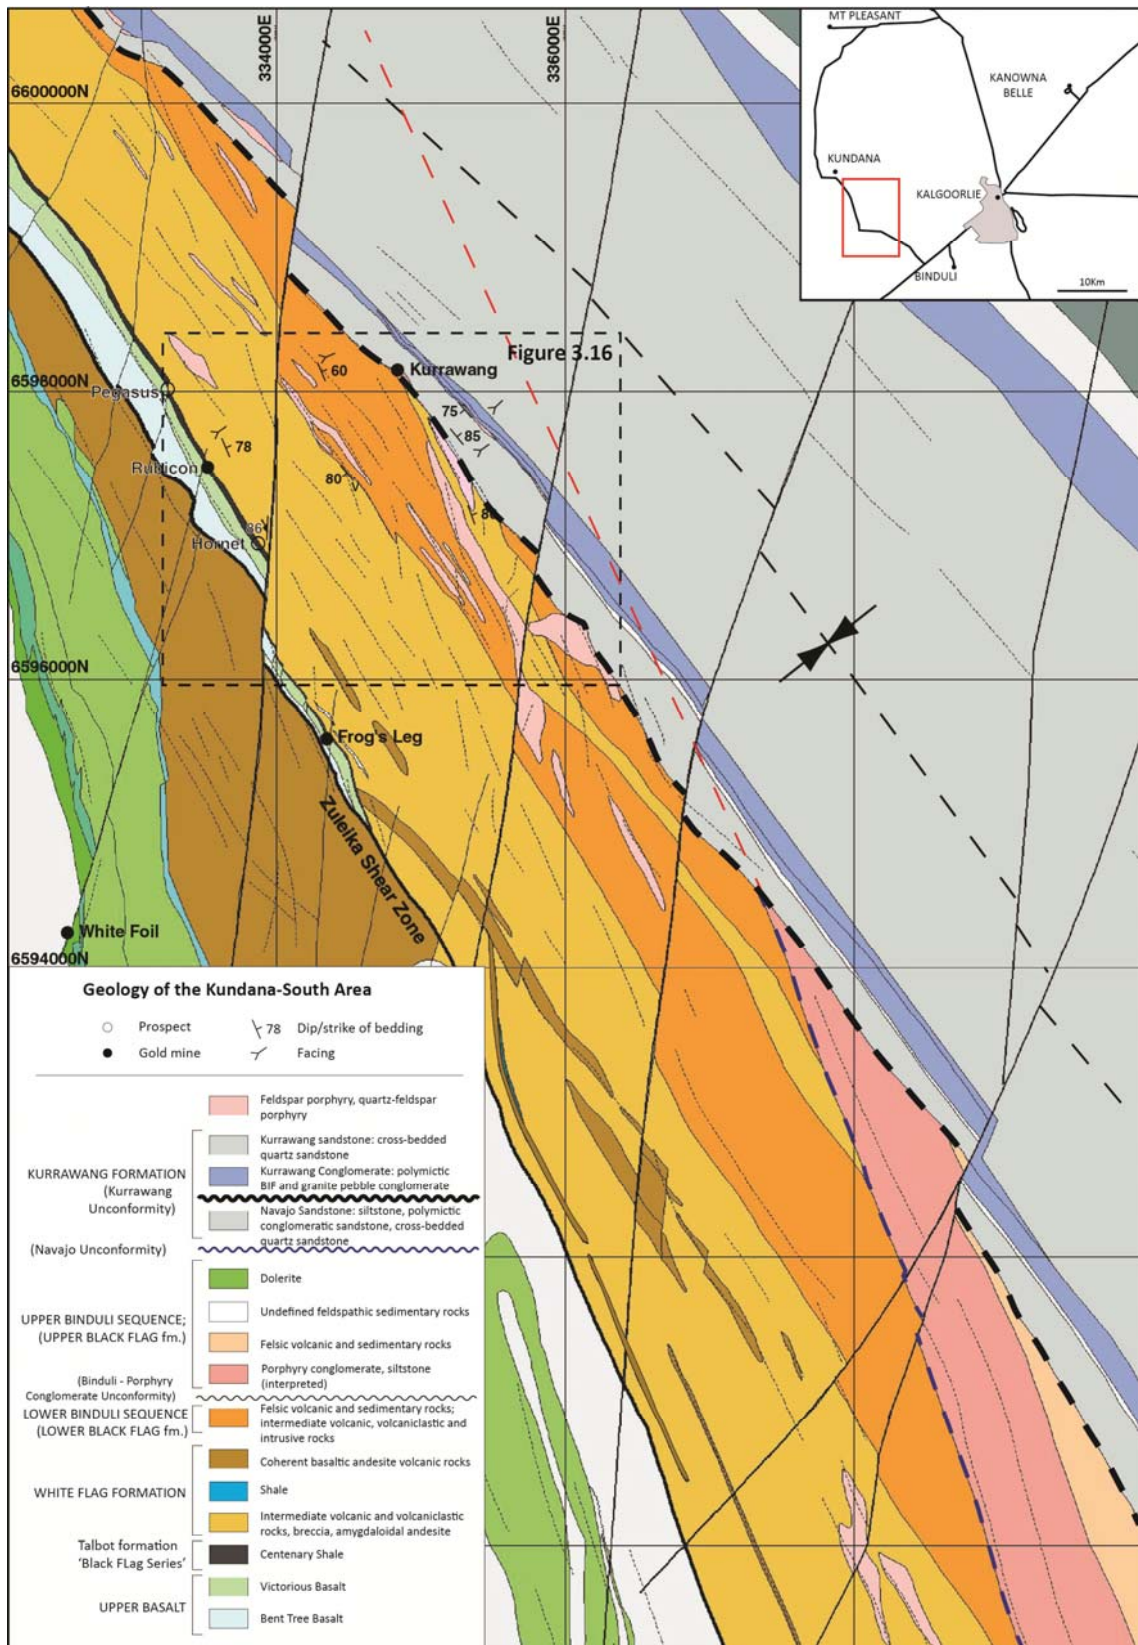 334000E
336000E
6600000N
MT PLEASANT
KANOWNA
BELLE
KUNDANA
KALGOORLIE
BINDULI
10Km
Figure 3.16
6598000N
Kurrawang
60
Pegasus
75
85
78
Rubicon
80
86
Hornet
6596000N
Frog's Leg
Zuleika Shear Zone
White Foil
6594000N
Geology of the Kundana-South Area
Prospect
78 Dip/strike of bedding
Gold mine
Facing
Feldspar porphyry, quartz-feldspar
porphyry
KURRAWANG FORMATION
(Kurrawang
Unconformity)
Kurrawang sandstone: cross-bedded
quartz sandstone
Kurrawang Conglomerate: polymictic
BIF and granite pebble conglomerate
Navajo Sandstone: siltstone, polymictic
conglomeratic sandstone, cross-bedded
quartz sandstone
(Navajo Unconformity)
UPPER BINDULI SEQUENCE;
(UPPER BLACK FLAG fm.)
Dolerite
Undefined feldspathic sedimentary rocks
Felsic volcanic and sedimentary rocks
Porphyry conglomerate, siltstone
(interpreted)
(Binduli - Porphyry
Conglomerate Unconformity)
LOWER BINDULI SEQUENCE
(LOWER BLACK FLAG fm.)
Felsic volcanic and sedimentary rocks;
intermediate volcanic, volcaniclastic and
intrusive rocks
WHITE FLAG FORMATION
Coherent basaltic andesite volcanic rocks
Shale
Intermediate volcanic and volcaniclastic
rocks, breccia, amygdaloidal andesite
Talbot formation
'Black FLag Series'
Centenary Shale
UPPER BASALT
Victorious Basalt
Bent Tree Basalt